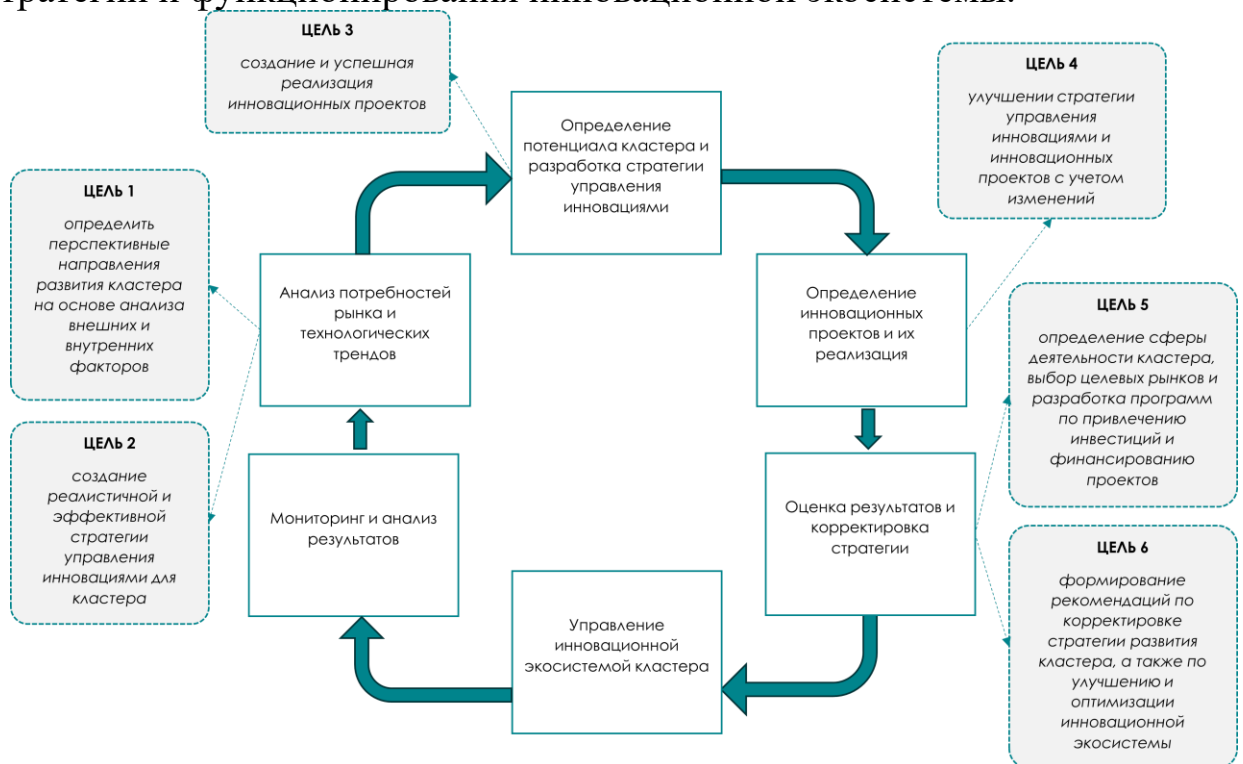 стратегии и функционирования инновационной экосистемы.
ЦЕЛЬ 3
создание и успешная
реализация
инновационных проектов
ЦЕЛЬ 4
улучшении стратегии
управления
инновациями и
инновационных
проектов с учетом
изменений
Определение
потенциала кластера и
разработка стратегии
управления
инновациями
ЦЕЛЬ 1
определить
перспективные
направления
развития кластера
на основе анализа
внешних и
внутренних
факторов
Анализ потребностей
рынка и
технологических
трендов
Определение
инновационных
проектов и их
реализация
ЦЕЛЬ 5
определение сферы
деятельности кластера,
выбор целевых рынков и
разработка программ
по привлечению
инвестиций и
финансированию
проектов
ЦЕЛЬ 2
создание
реалистичной и
эффективной
стратегии
управления
инновациями для
кластера
Мониторинг и анализ
результатов
Оценка результатов и
корректировка
стратегии
ЦЕЛЬ 6
формирование
рекомендаций по
корректировке
стратегии развития
кластера, а также по
улучшению и
оптимизации
инновационной
экосистемы
Управление
инновационной
экосистемой кластера